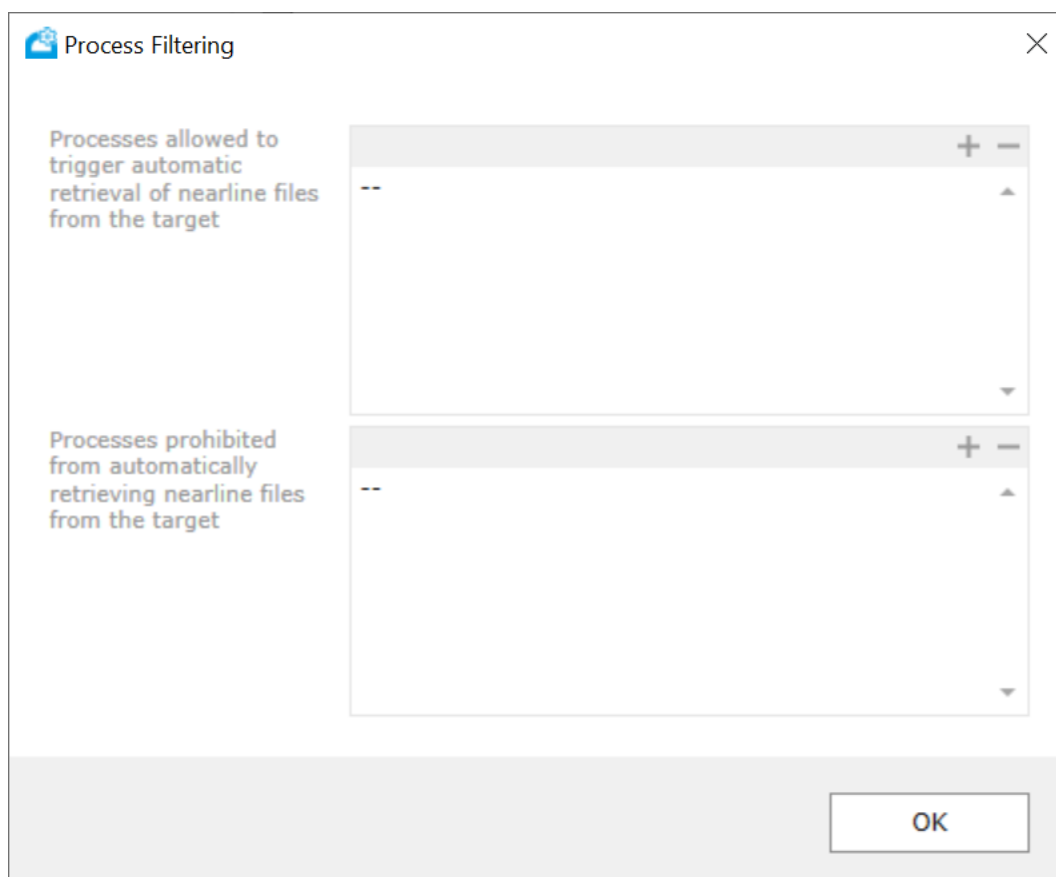 Process Filtering
Processes allowed to
trigger automatic
retrieval of nearline files
from the target
--
Processes prohibited
from automatically
retrieving nearline files
from the target
--
OK